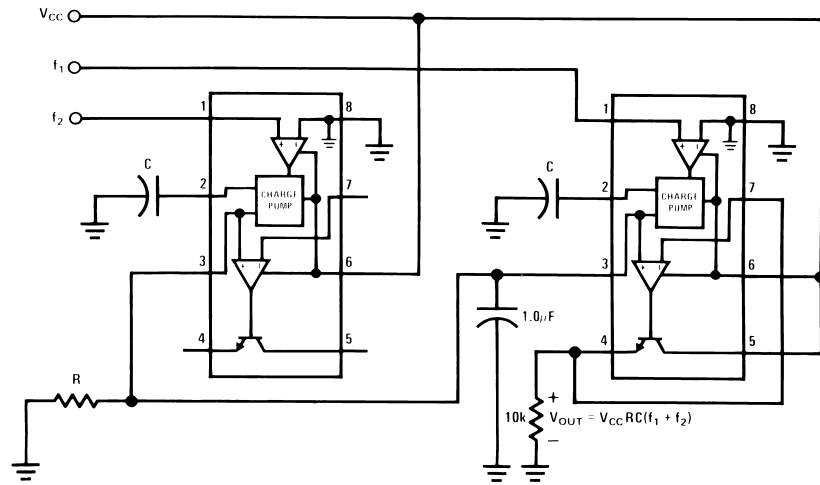 VCC
f1
f2
1
8
C
2
CHARGE
PUMP
7
3
6
4
5
R
1
8
C
2
CHARGE
PUMP
7
3
6
1.0μF
4
5
10k
+
VOUT = VCC RC(f1 + f2)
–